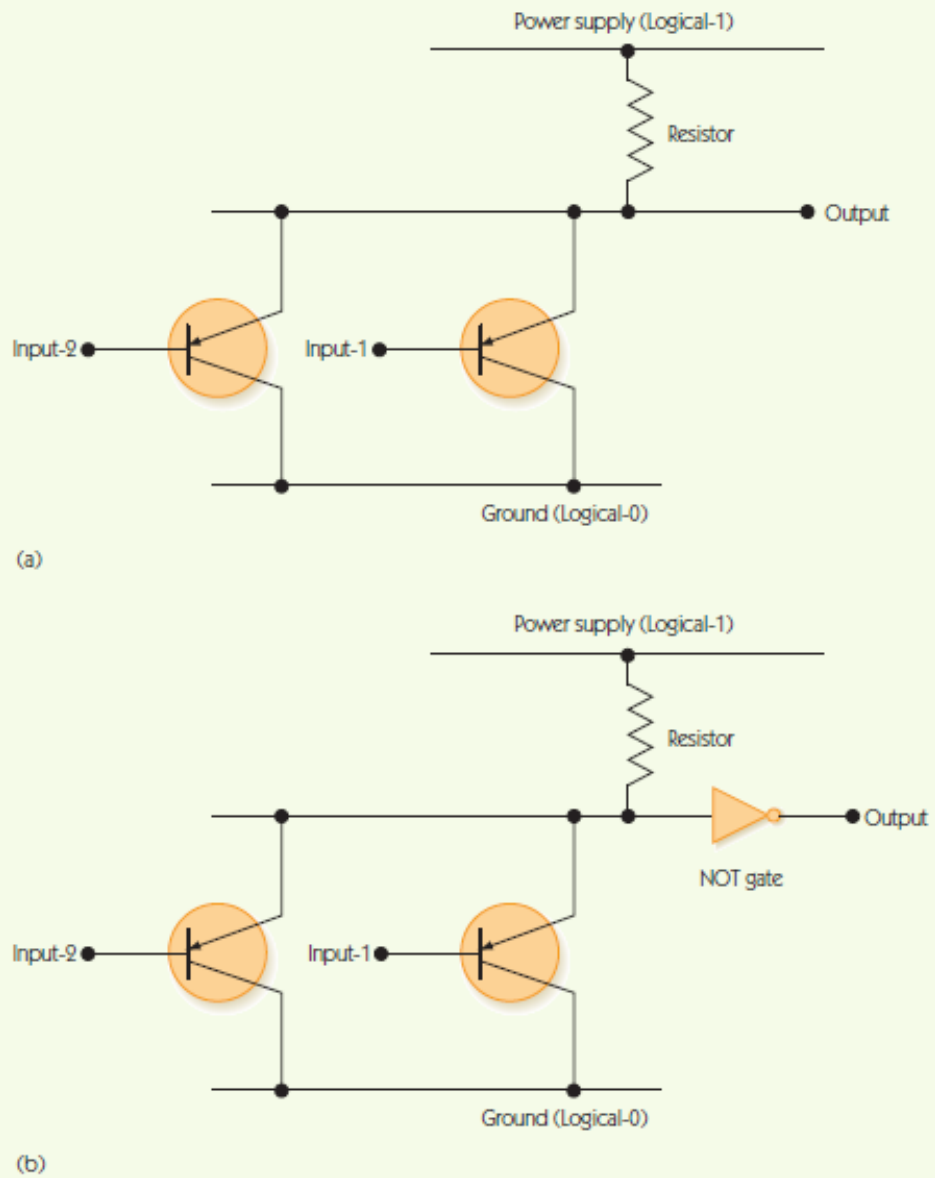 Power supply (Logical-1)
Resistor
Output
Input-2
Input-1
Ground (Logical-0)
(a)
Power supply (Logical-1)
Resistor
Output
NOT gate
Input-2
Input-1
Ground (Logical-0)
(b)